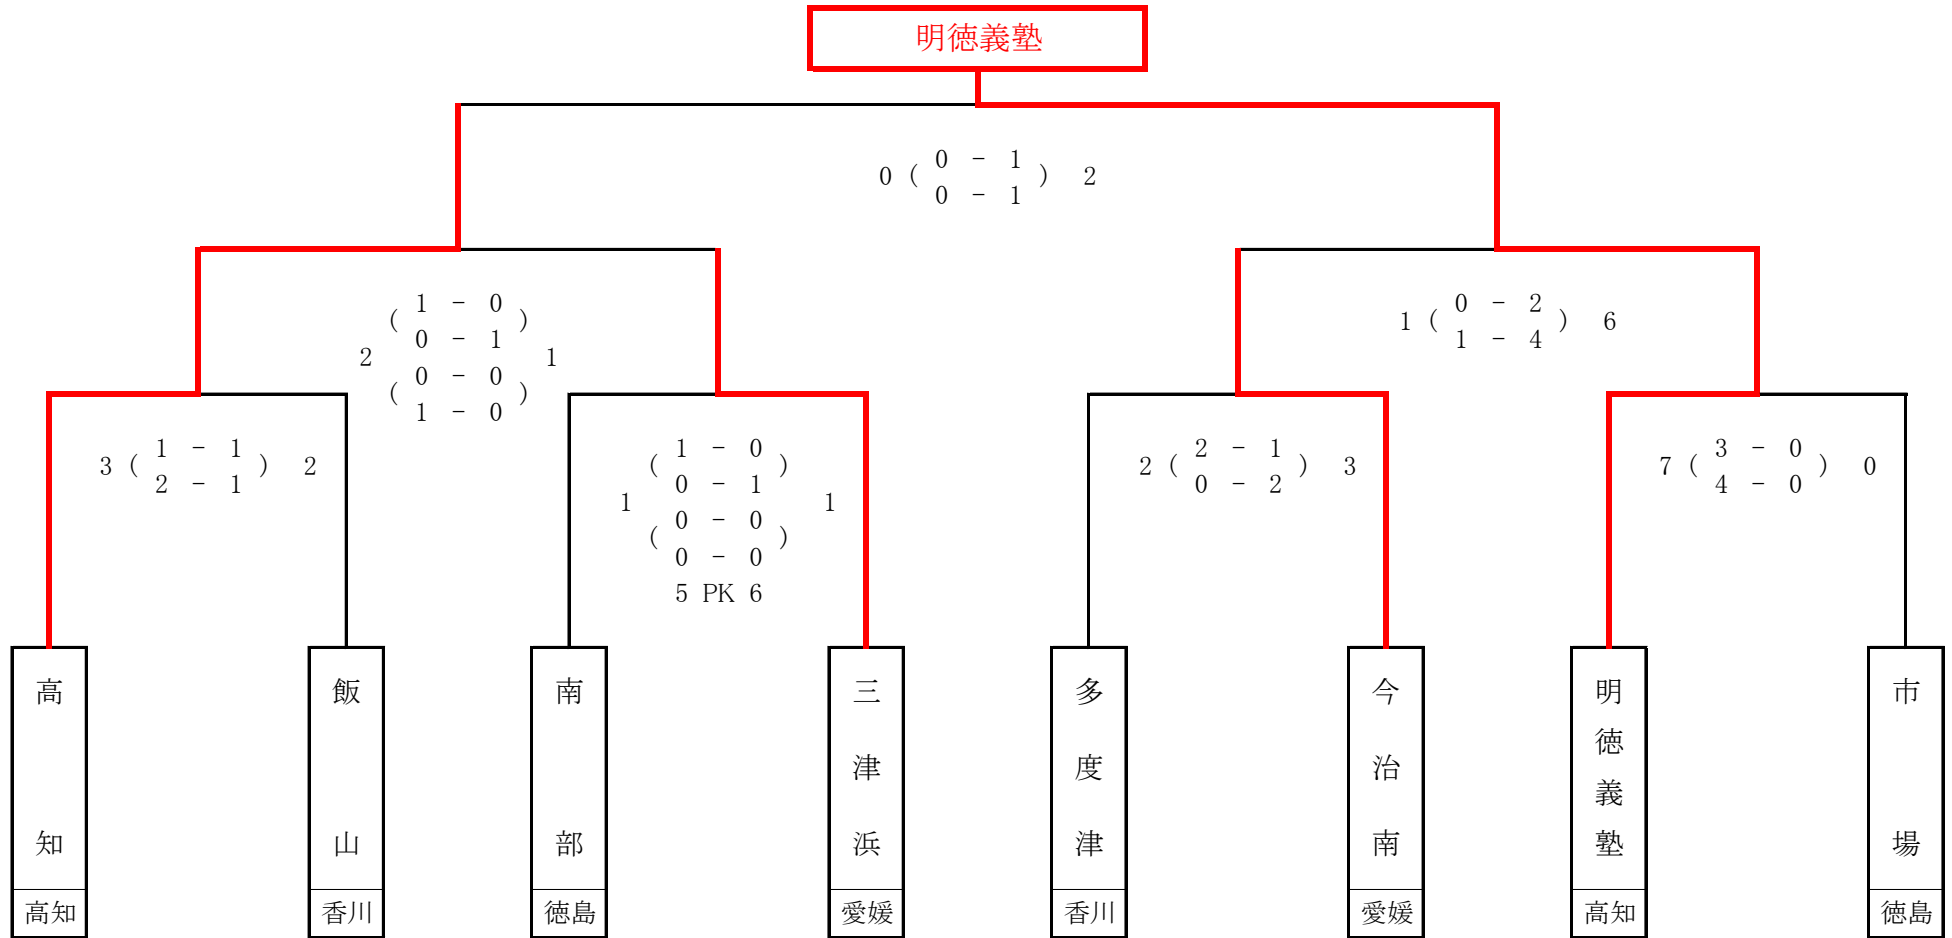 明徳義塾
0 - 1
0 ( ) 2
0 - 1
1 - 0
( )
0 - 1
2 1
0 - 0
( )
1 - 0
0 - 2
1 ( ) 6
1 - 4
1 - 1
3 ( ) 2
2 - 1
1 - 0
( )
0 - 1
1 1
0 - 0
( )
0 - 0
5 PK 6
2 - 1
2 ( ) 3
0 - 2
3 - 0
7 ( ) 0
4 - 0
高知
飯山
南部
三津浜
多度津
今治南
明徳義塾
市場
高知
香川
徳島
愛媛
香川
愛媛
高知
徳島